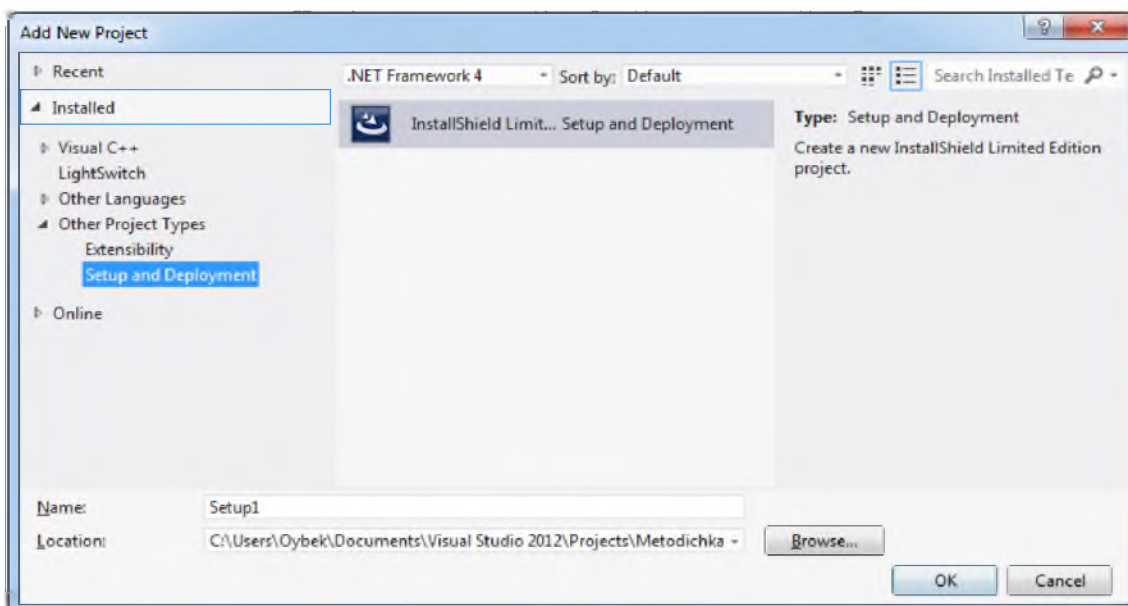 Add New Project
Recent
.NET Framework 4
Sort by: Default
Search Installed Te
Installed
InstallShield Limit... Setup and Deployment
Type: Setup and Deployment
Create a new InstallShield Limited Edition
project.
Visual C++
LightSwitch
Other Languages
Other Project Types
Extensibility
Setup and Deployment
Online
Name:
Setup1
Location:
C:\Users\Oybek\Documents\Visual Studio 2012\Projects\Metodichka
Browse...
OK
Cancel